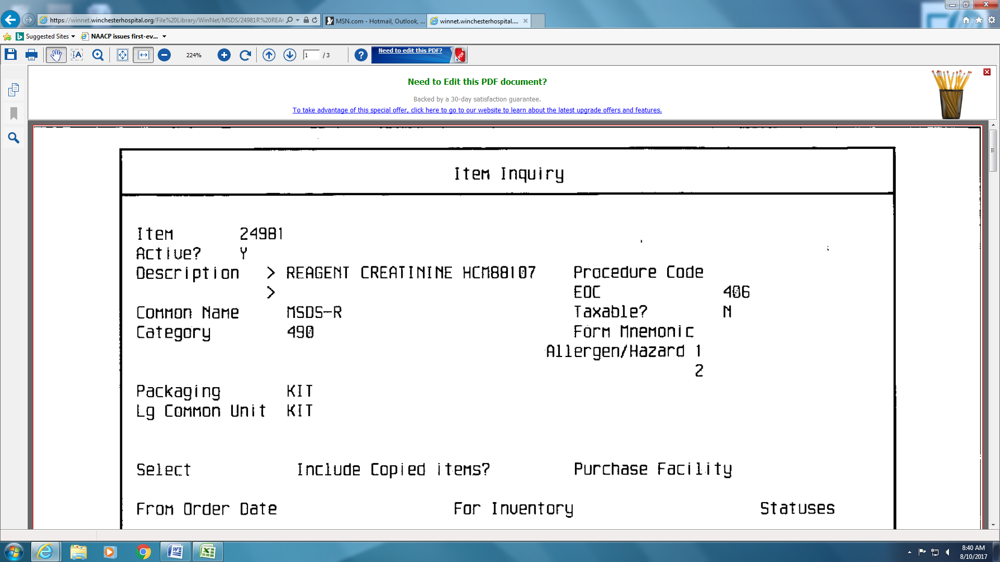 https://winnet.winchesterhospital.org/File%20Library/WinNet/MSDS/24981R%20REA
MSN.com - Hotmail, Outlook, ...
winnet.winchesterhospital....
Suggested Sites
NAACP issues first-ev...
224%
1 / 3
Need to edit this PDF?
PDF
Need to Edit this PDF document?
Backed by a 30-day satisfaction guarantee.
To take advantage of this special offer, click here to go to our website to learn about the latest upgrade offers and features.
Item Inquiry
Item 24981
Active? Y
Description > REAGENT CREATININE HCM88107 Procedure Code
> EOC 406
Common Name MSDS-R Taxable? N
Category 490 Form Mnemonic
Allergen/Hazard 1
2
Packaging KIT
Lg Common Unit KIT
Select Include Copied items? Purchase Facility
From Order Date For Inventory Statuses
8:40 AM
8/10/2017